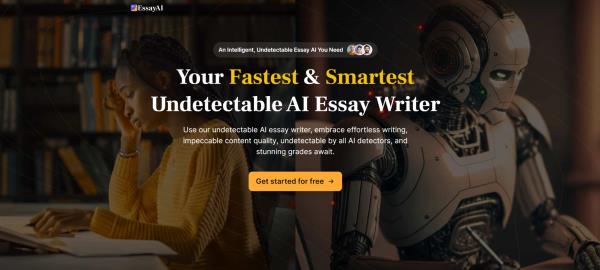 EssayAI
An Intelligent, Undetectable Essay AI You Need
Your Fastest & Smartest
Undetectable AI Essay Writer
Use our undetectable AI essay writer, embrace effortless writing,
impeccable content quality, undetectable by all AI detectors, and
stunning grades await.
Get started for free →